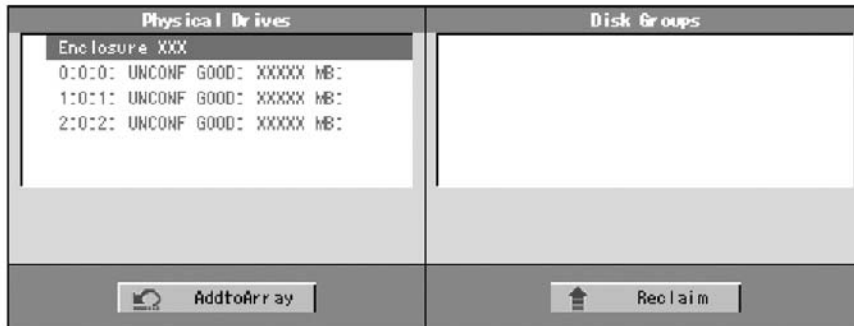 Physical Drives
Disk Groups
Enclosure XXX
0:0:0: UNCONF GOOD: XXXXX MB:
1:0:1: UNCONF GOOD: XXXXX MB:
2:0:2: UNCONF GOOD: XXXXX MB:
AddtoArray
Reclaim